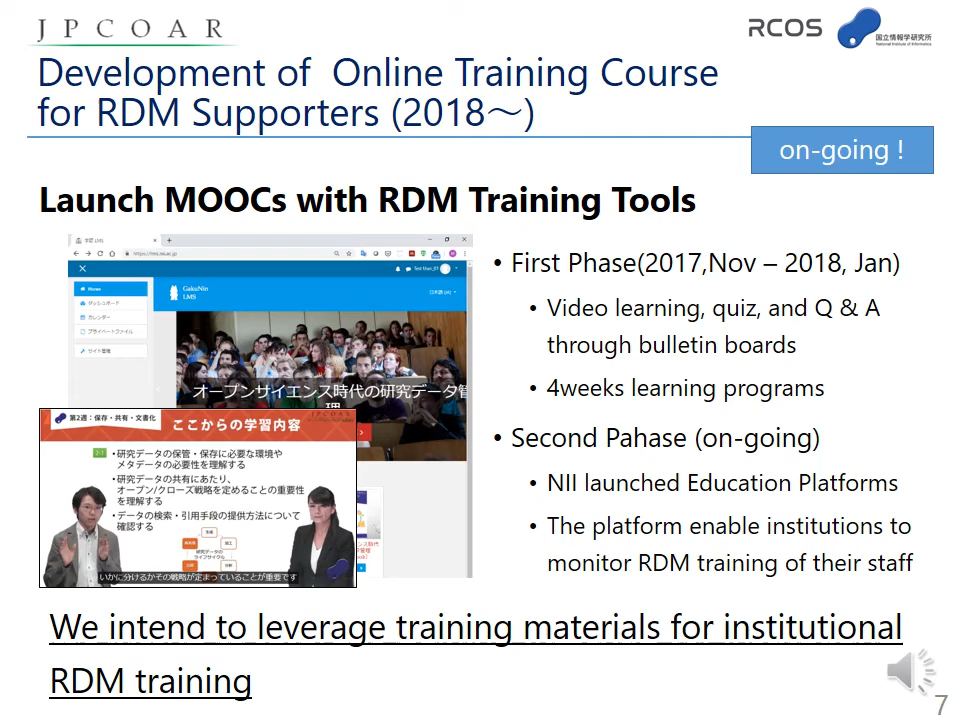 J P C O A R
RCOS
国立情報学研究所
National Institute of Informatics
Development of Online Training Course
for RDM Supporters (2018～)
on-going !
Launch MOOCs with RDM Training Tools
学認 LMS
https://lms.nii.ac.jp
GakuNin
LMS
Home
ダッシュボード
カレンダー
プライベートファイル
サイト管理
オープンサイエンス時代の研究データ管
理
第2週：保存・共有・文書化
ここからの学習内容
2-1
・研究データの保管・保存に必要な環境や
メタデータの必要性を理解する
・研究データの共有にあたり、
オープン/クローズ戦略を定めることの重要性
を理解する
・データの検索・引用手段の提供方法について
確認する
研究データの
ライフサイクル
いかに分けるかその戦略が定まっていることが重要です
• First Phase(2017,Nov – 2018, Jan)
• Video learning, quiz, and Q & A
through bulletin boards
• 4weeks learning programs
• Second Pahase (on-going)
• NII launched Education Platforms
• The platform enable institutions to
monitor RDM training of their staff
We intend to leverage training materials for institutional
RDM training
7